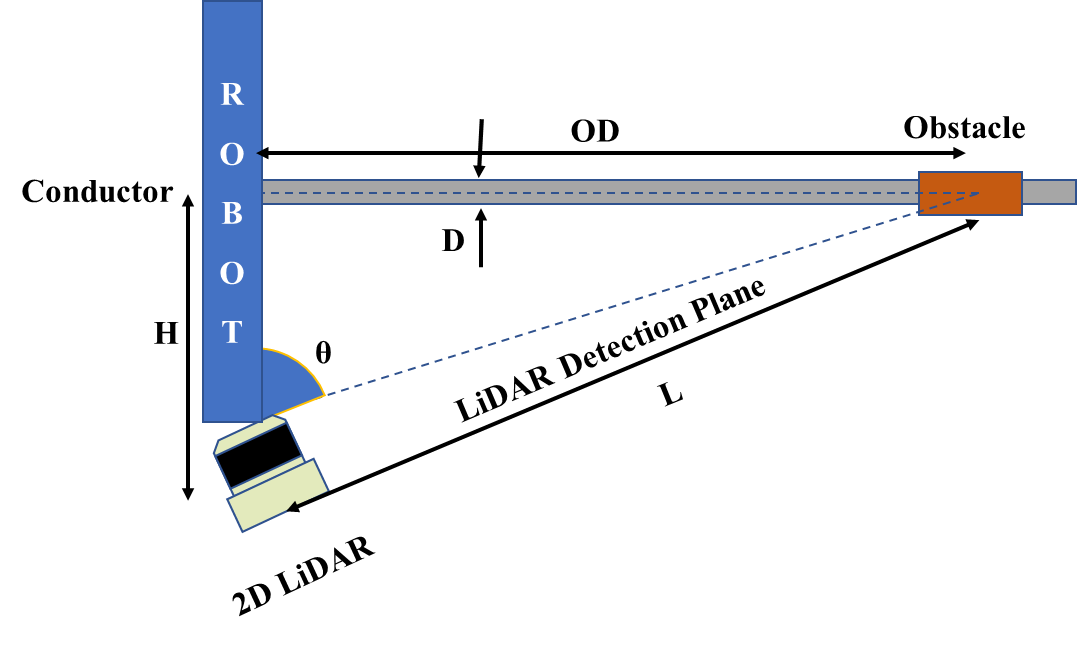 R
O
B
O
T
OD
Obstacle
Conductor
D
H
θ
LiDAR Detection Plane
L
2D LiDAR